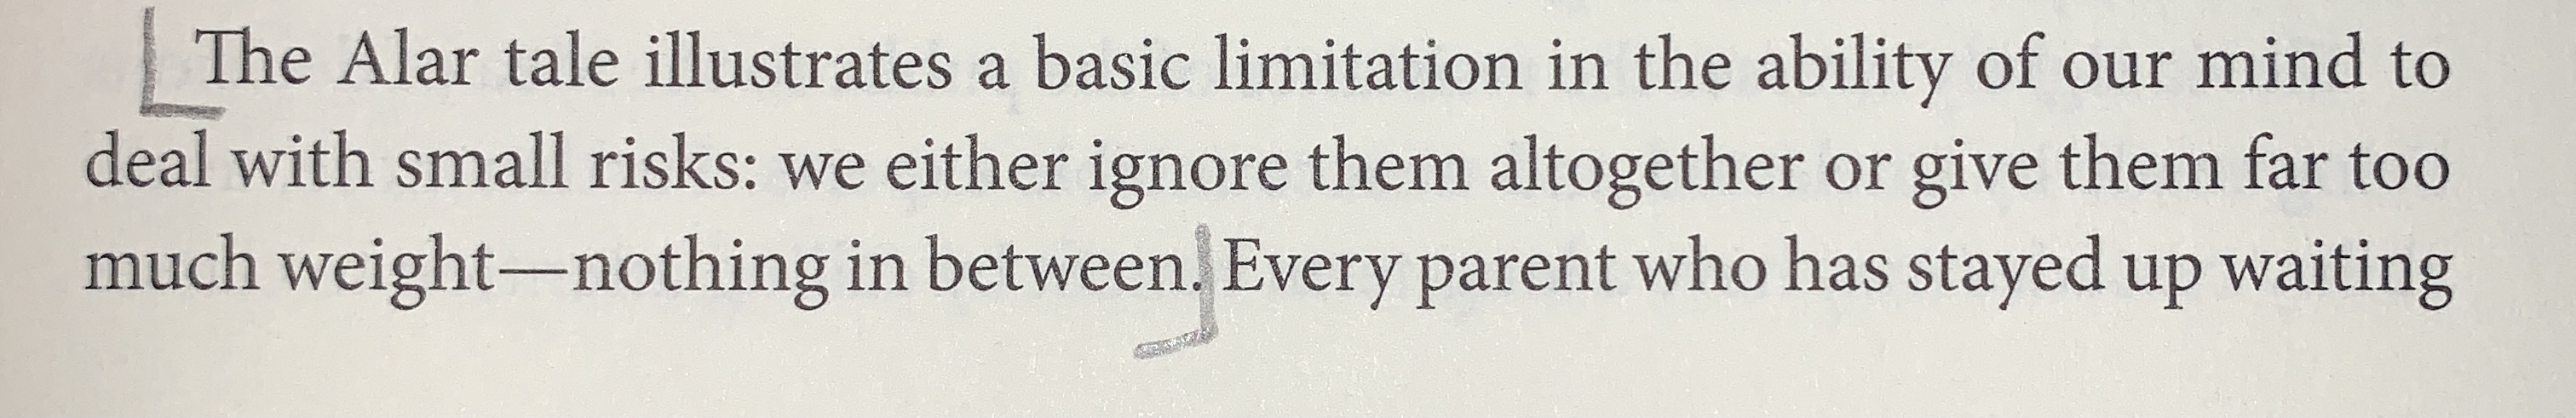 The Alar tale illustrates a basic limitation in the ability of our mind to
deal with small risks: we either ignore them altogether or give them far too
much weight—nothing in between. Every parent who has stayed up waiting